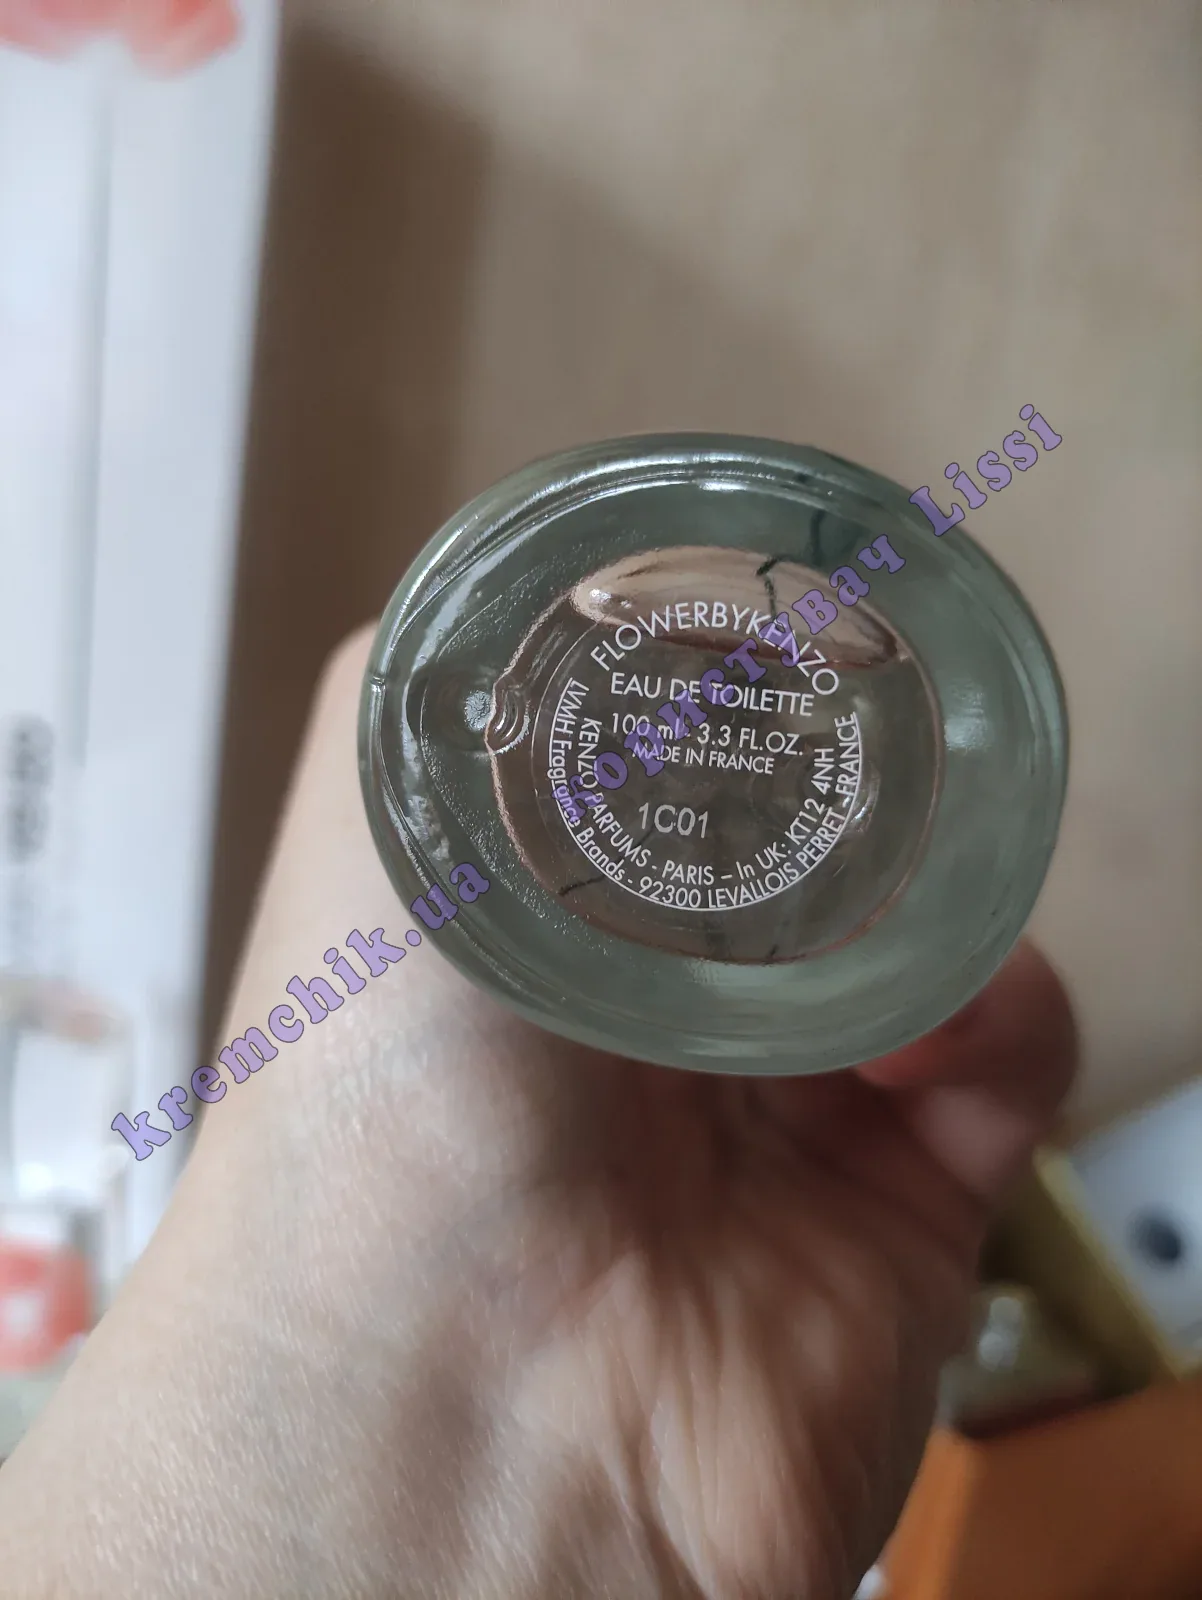 FLOWERBYKENZO
EAU DE TOILETTE
100 ml - 3.3 FL.OZ.
MADE IN FRANCE
1C01
KENZO PARFUMS - PARIS – In UK: KT12 4NH
LVMH Fragrance Brands - 92300 LEVALLOIS PERRET - FRANCE
kremchik.ua
користувач Lissi